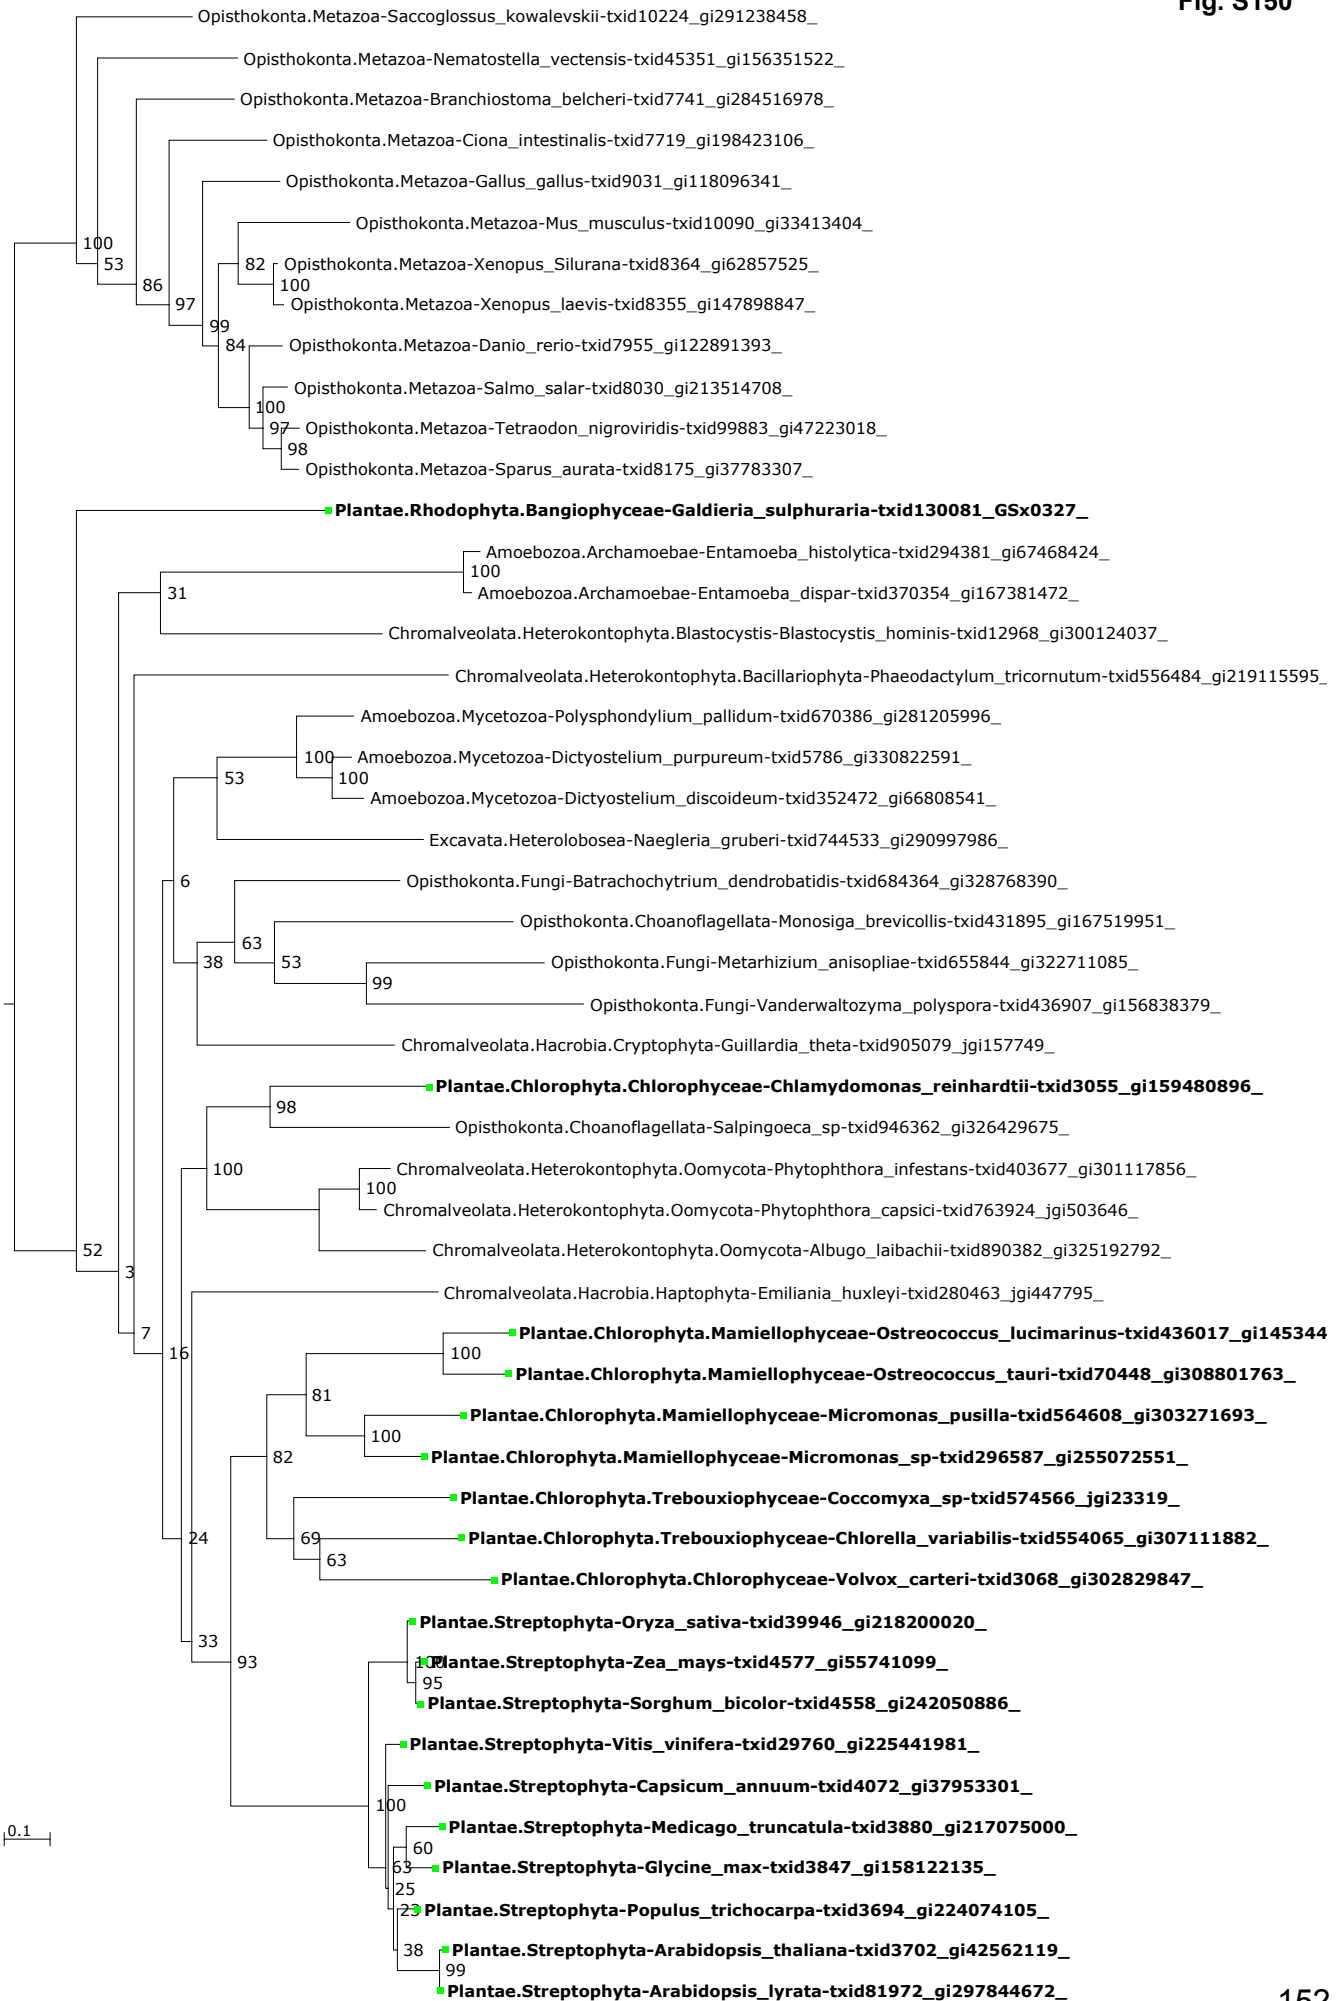 Fig. S150
Opisthokonta.Metazoa-Saccoglossus_kowalevskii-txid10224_gi291238458_
Opisthokonta.Metazoa-Nematostella_vectensis-txid45351_gi156351522_
Opisthokonta.Metazoa-Branchiostoma_belcheri-txid7741_gi284516978_
Opisthokonta.Metazoa-Ciona_intestinalis-txid7719_gi198423106_
Opisthokonta.Metazoa-Gallus_gallus-txid9031_gi118096341_
Opisthokonta.Metazoa-Mus_musculus-txid10090_gi33413404_
100
53
82
Opisthokonta.Metazoa-Xenopus_Silurana-txid8364_gi62857525_
86
100
97
Opisthokonta.Metazoa-Xenopus_laevis-txid8355_gi147898847_
99
84
Opisthokonta.Metazoa-Danio_rerio-txid7955_gi122891393_
Opisthokonta.Metazoa-Salmo_salar-txid8030_gi213514708_
100
97
Opisthokonta.Metazoa-Tetraodon_nigroviridis-txid99883_gi47223018_
98
Opisthokonta.Metazoa-Sparus_aurata-txid8175_gi37783307_
Plantae.Rhodophyta.Bangiophyceae-Galdieria_sulphuraria-txid130081_GSx0327_
Amoebozoa.Archamoebae-Entamoeba_histolytica-txid294381_gi67468424_
100
31
Amoebozoa.Archamoebae-Entamoeba_dispar-txid370354_gi167381472_
Chromalveolata.Heterokontophyta.Blastocystis-Blastocystis_hominis-txid12968_gi300124037_
Chromalveolata.Heterokontophyta.Bacillariophyta-Phaeodactylum_tricornutum-txid556484_gi219115595_
Amoebozoa.Mycetozoa-Polysphondylium_pallidum-txid670386_gi281205996_
100
Amoebozoa.Mycetozoa-Dictyostelium_purpureum-txid5786_gi330822591_
53
100
Amoebozoa.Mycetozoa-Dictyostelium_discoideum-txid352472_gi66808541_
Excavata.Heterolobosea-Naegleria_gruberi-txid744533_gi290997986_
6
Opisthokonta.Fungi-Batrachochytrium_dendrobatidis-txid684364_gi328768390_
Opisthokonta.Choanoflagellata-Monosiga_brevicollis-txid431895_gi167519951_
63
38
53
Opisthokonta.Fungi-Metarhizium_anisopliae-txid655844_gi322711085_
99
Opisthokonta.Fungi-Vanderwaltozyma_polyspora-txid436907_gi156838379_
Chromalveolata.Hacrobia.Cryptophyta-Guillardia_theta-txid905079_jgi157749_
Plantae.Chlorophyta.Chlorophyceae-Chlamydomonas_reinhardtii-txid3055_gi159480896_
98
Opisthokonta.Choanoflagellata-Salpingoeca_sp-txid946362_gi326429675_
100
Chromalveolata.Heterokontophyta.Oomycota-Phytophthora_infestans-txid403677_gi301117856_
100
Chromalveolata.Heterokontophyta.Oomycota-Phytophthora_capsici-txid763924_jgi503646_
52
Chromalveolata.Heterokontophyta.Oomycota-Albugo_laibachii-txid890382_gi325192792_
3
Chromalveolata.Hacrobia.Haptophyta-Emiliania_huxleyi-txid280463_jgi447795_
7
Plantae.Chlorophyta.Mamiellophyceae-Ostreococcus_lucimarinus-txid436017_gi145344
16
100
Plantae.Chlorophyta.Mamiellophyceae-Ostreococcus_tauri-txid70448_gi308801763_
81
Plantae.Chlorophyta.Mamiellophyceae-Micromonas_pusilla-txid564608_gi303271693_
100
82
Plantae.Chlorophyta.Mamiellophyceae-Micromonas_sp-txid296587_gi255072551_
Plantae.Chlorophyta.Trebouxiophyceae-Coccomyxa_sp-txid574566_jgi23319_
24
69
Plantae.Chlorophyta.Trebouxiophyceae-Chlorella_variabilis-txid554065_gi307111882_
63
Plantae.Chlorophyta.Chlorophyceae-Volvox_carteri-txid3068_gi302829847_
Plantae.Streptophyta-Oryza_sativa-txid39946_gi218200020_
33
93
100
Plantae.Streptophyta-Zea_mays-txid4577_gi55741099_
95
Plantae.Streptophyta-Sorghum_bicolor-txid4558_gi242050886_
Plantae.Streptophyta-Vitis_vinifera-txid29760_gi225441981_
Plantae.Streptophyta-Capsicum_annuum-txid4072_gi37953301_
100
0.1
Plantae.Streptophyta-Medicago_truncatula-txid3880_gi217075000_
60
63
Plantae.Streptophyta-Glycine_max-txid3847_gi158122135_
25
23
Plantae.Streptophyta-Populus_trichocarpa-txid3694_gi224074105_
38
Plantae.Streptophyta-Arabidopsis_thaliana-txid3702_gi42562119_
99
Plantae.Streptophyta-Arabidopsis_lyrata-txid81972_gi297844672_
152